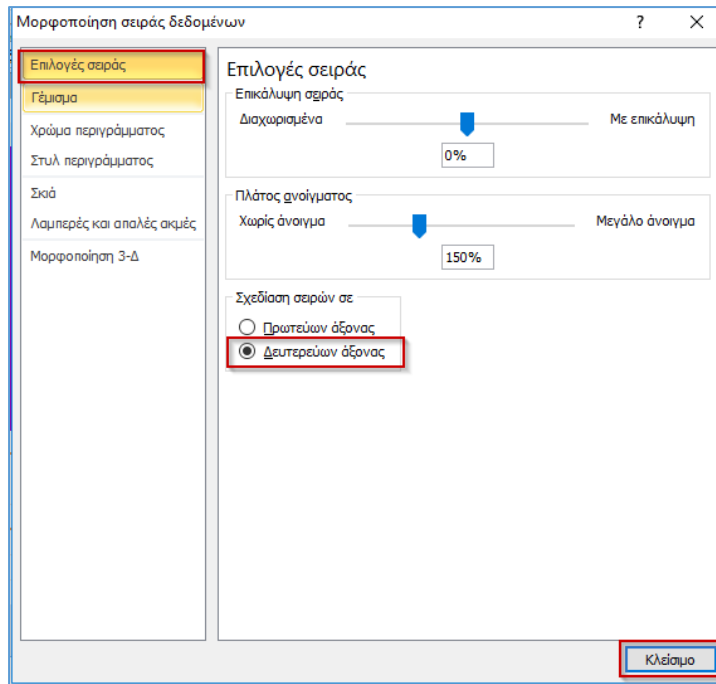 Μορφοποίηση σειράς δεδομένων ? ×
Επιλογές σειράς
Γέμισμα
Χρώμα περιγράμματος
Στυλ περιγράμματος
Σκιά
Λαμπερές και απαλές ακμές
Μορφοποίηση 3-Δ
Επιλογές σειράς
Επικάλυψη σειράς
Διαχωρισμένα Με επικάλυψη
0%
Πλάτος ανοίγματος
Χωρίς άνοιγμα Μεγάλο άνοιγμα
150%
Σχεδίαση σειρών σε
Πρωτεύων άξονας
Δευτερεύων άξονας
Κλείσιμο